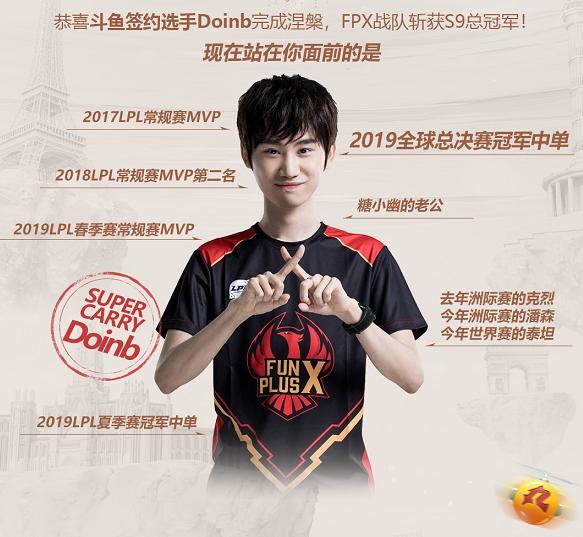 恭喜斗鱼签约选手Doinb完成涅槃，FPX战队斩获S9总冠军！
现在站在你面前的是
2017LPL常规赛MVP
2019全球总决赛冠军中单
2018LPL常规赛MVP第二名
糖小幽的老公
2019LPL春季赛常规赛MVP
去年洲际赛的克烈
今年洲际赛的潘森
今年世界赛的泰坦
SUPER
CARRY
Doinb
LPL
FUN
PLUS X
2019LPL夏季赛冠军中单